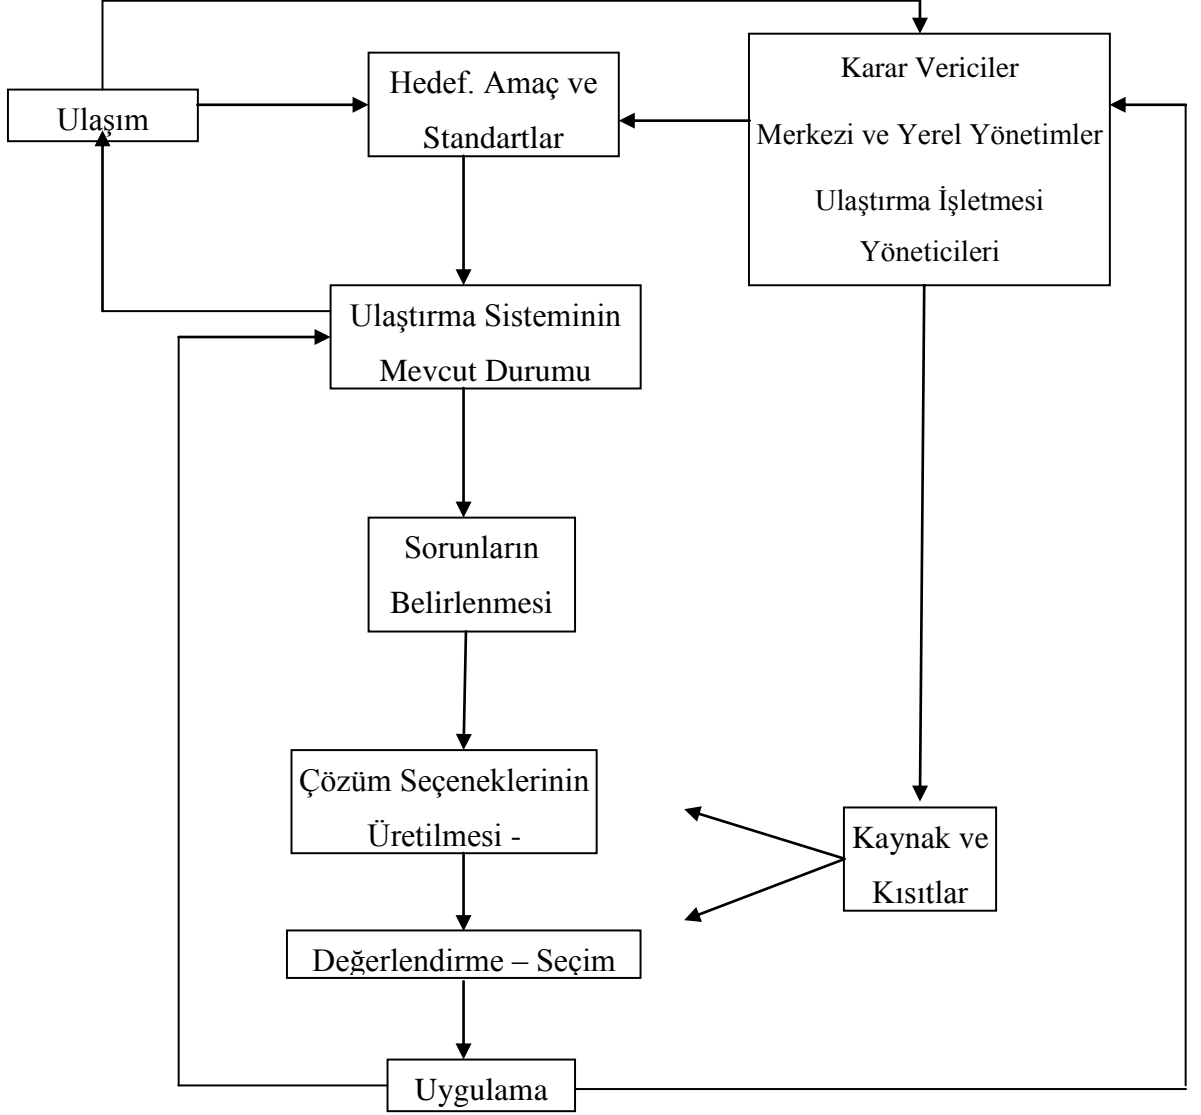 Ulaşım
Hedef. Amaç ve
Standartlar
Karar Vericiler
Merkezi ve Yerel Yönetimler
Ulaştırma İşletmesi
Yöneticileri
Ulaştırma Sisteminin
Mevcut Durumu
Sorunların
Belirlenmesi
Çözüm Seçeneklerinin
Üretilmesi -
Kaynak ve
Kısıtlar
Değerlendirme – Seçim
Uygulama